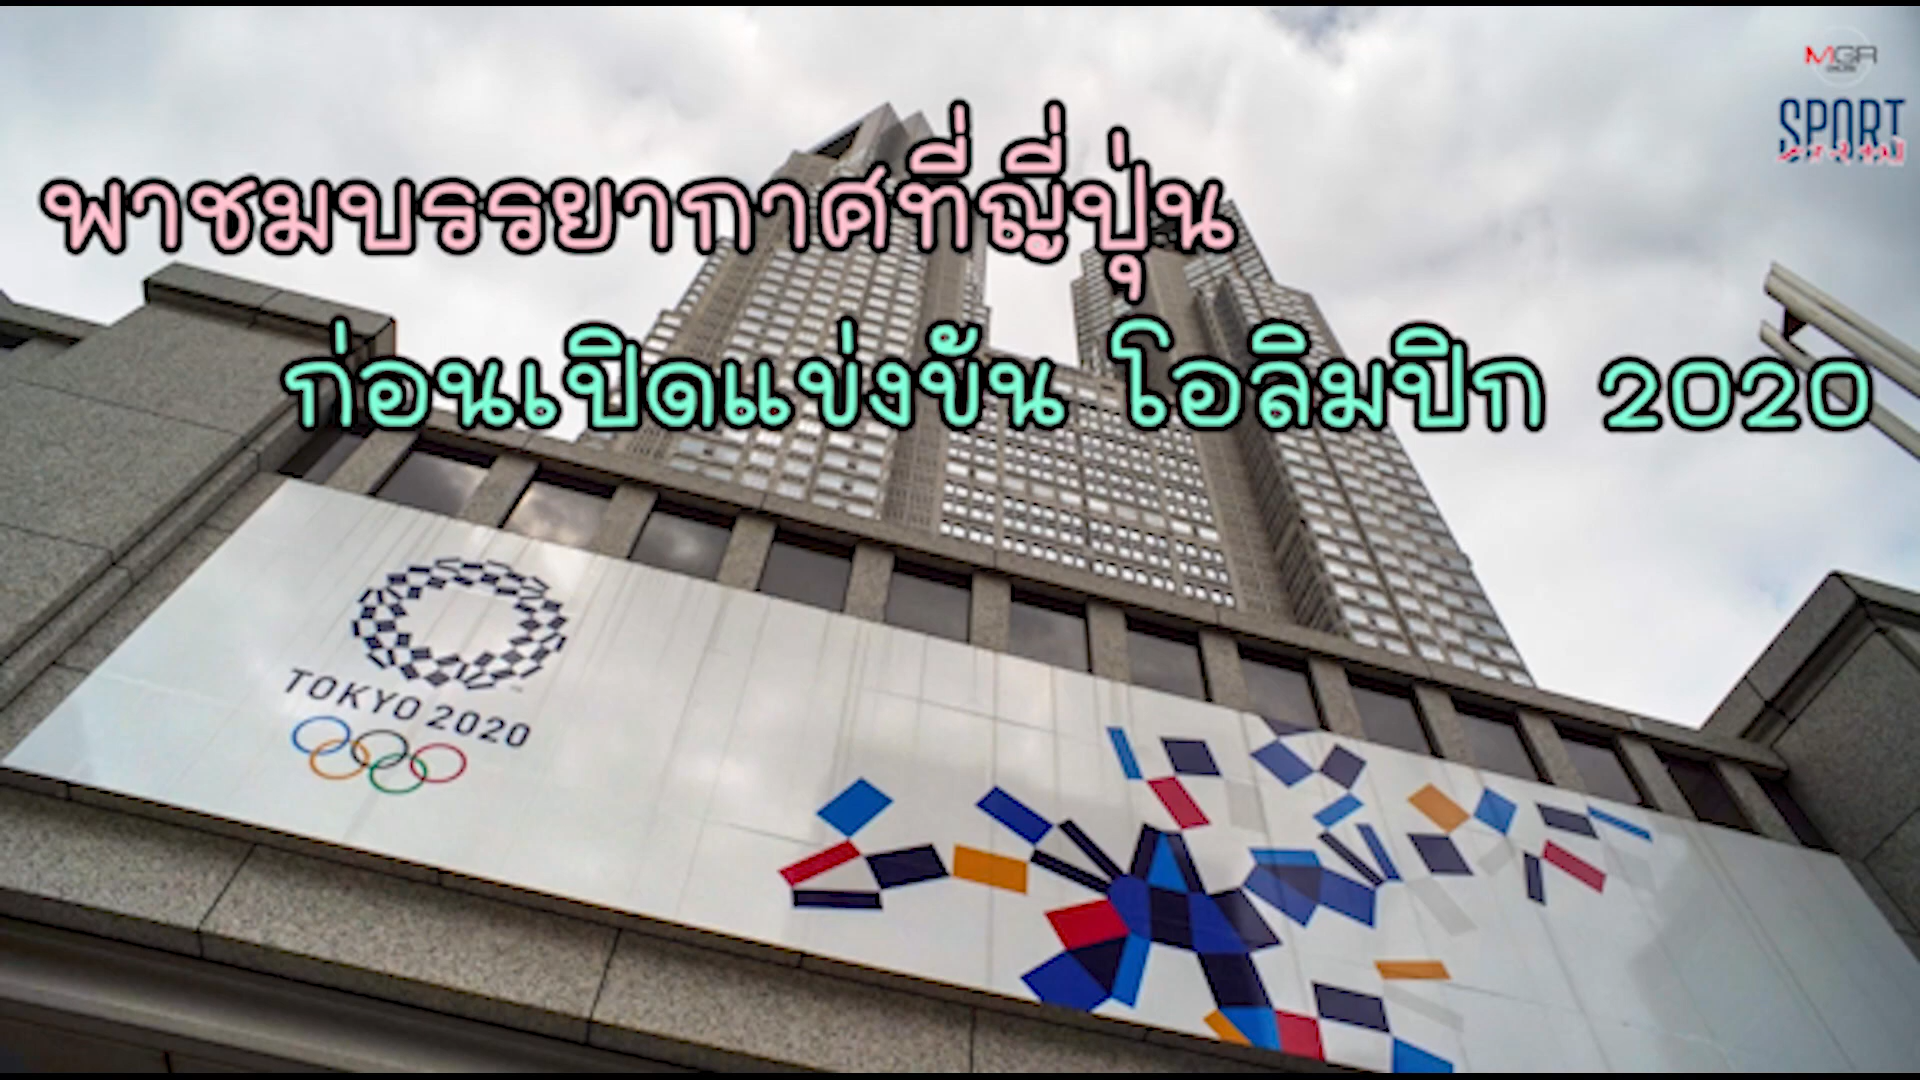 MGR
SPORT
พาชมบรรยากาศที่ญี่ปุ่น
ก่อนเปิดแข่งขัน โอลิมปิก 2020
TOKYO 2020